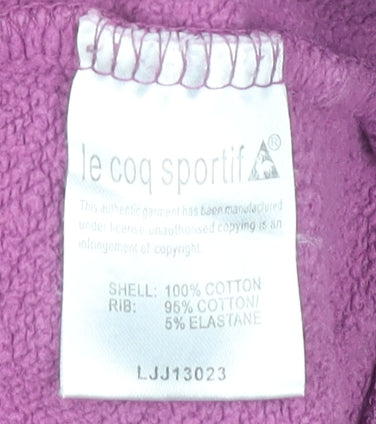 le coq sportif ®
This authentic garment has been manufactured
under license unauthorised copying is an
infringement of copyright.
SHELL: 100% COTTON
RIB: 95% COTTON/
5% ELASTANE
LJJ13023